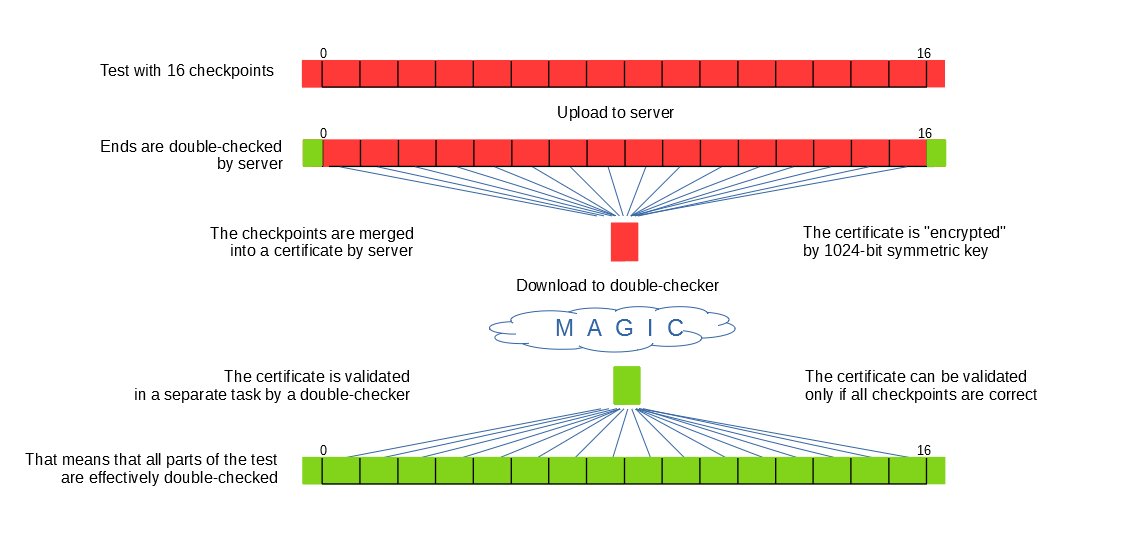 0 16
Test with 16 checkpoints
Upload to server
0 16
Ends are double-checked
by server
The checkpoints are merged
into a certificate by server
The certificate is "encrypted"
by 1024-bit symmetric key
Download to double-checker
M A G I C
The certificate is validated
in a separate task by a double-checker
The certificate can be validated
only if all checkpoints are correct
0 16
That means that all parts of the test
are effectively double-checked